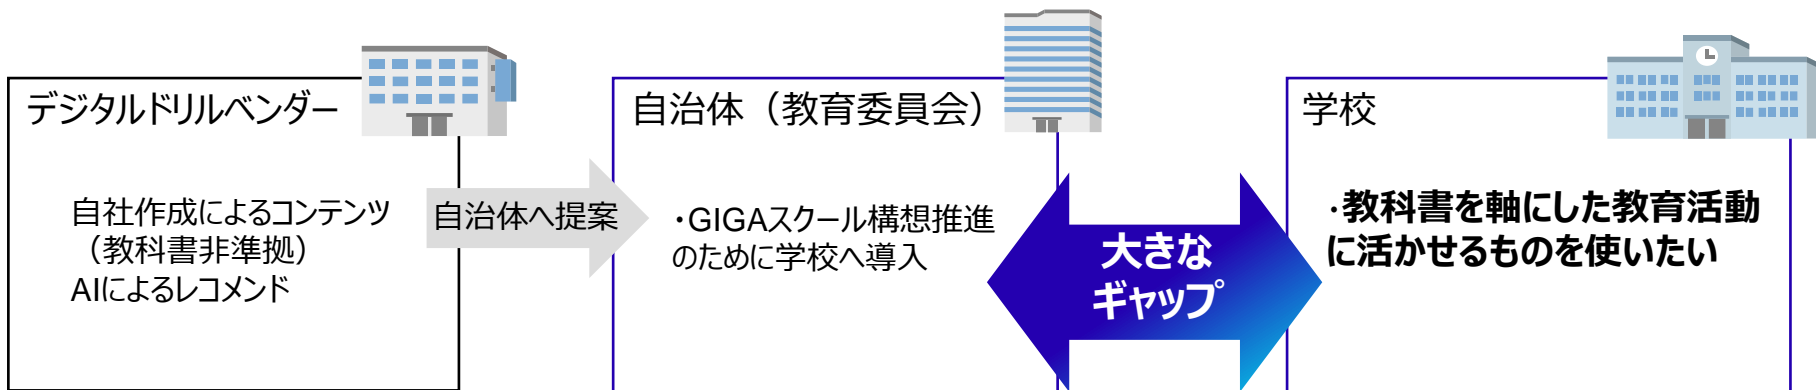 デジタルドリルベンダー
自社作成によるコンテンツ
（教科書非準拠）
AIによるレコメンド
自治体へ提案
自治体（教育委員会）
・GIGAスクール構想推進
のために学校へ導入
大きな
ギャップ
学校
・教科書を軸にした教育活動
に活かせるものを使いたい